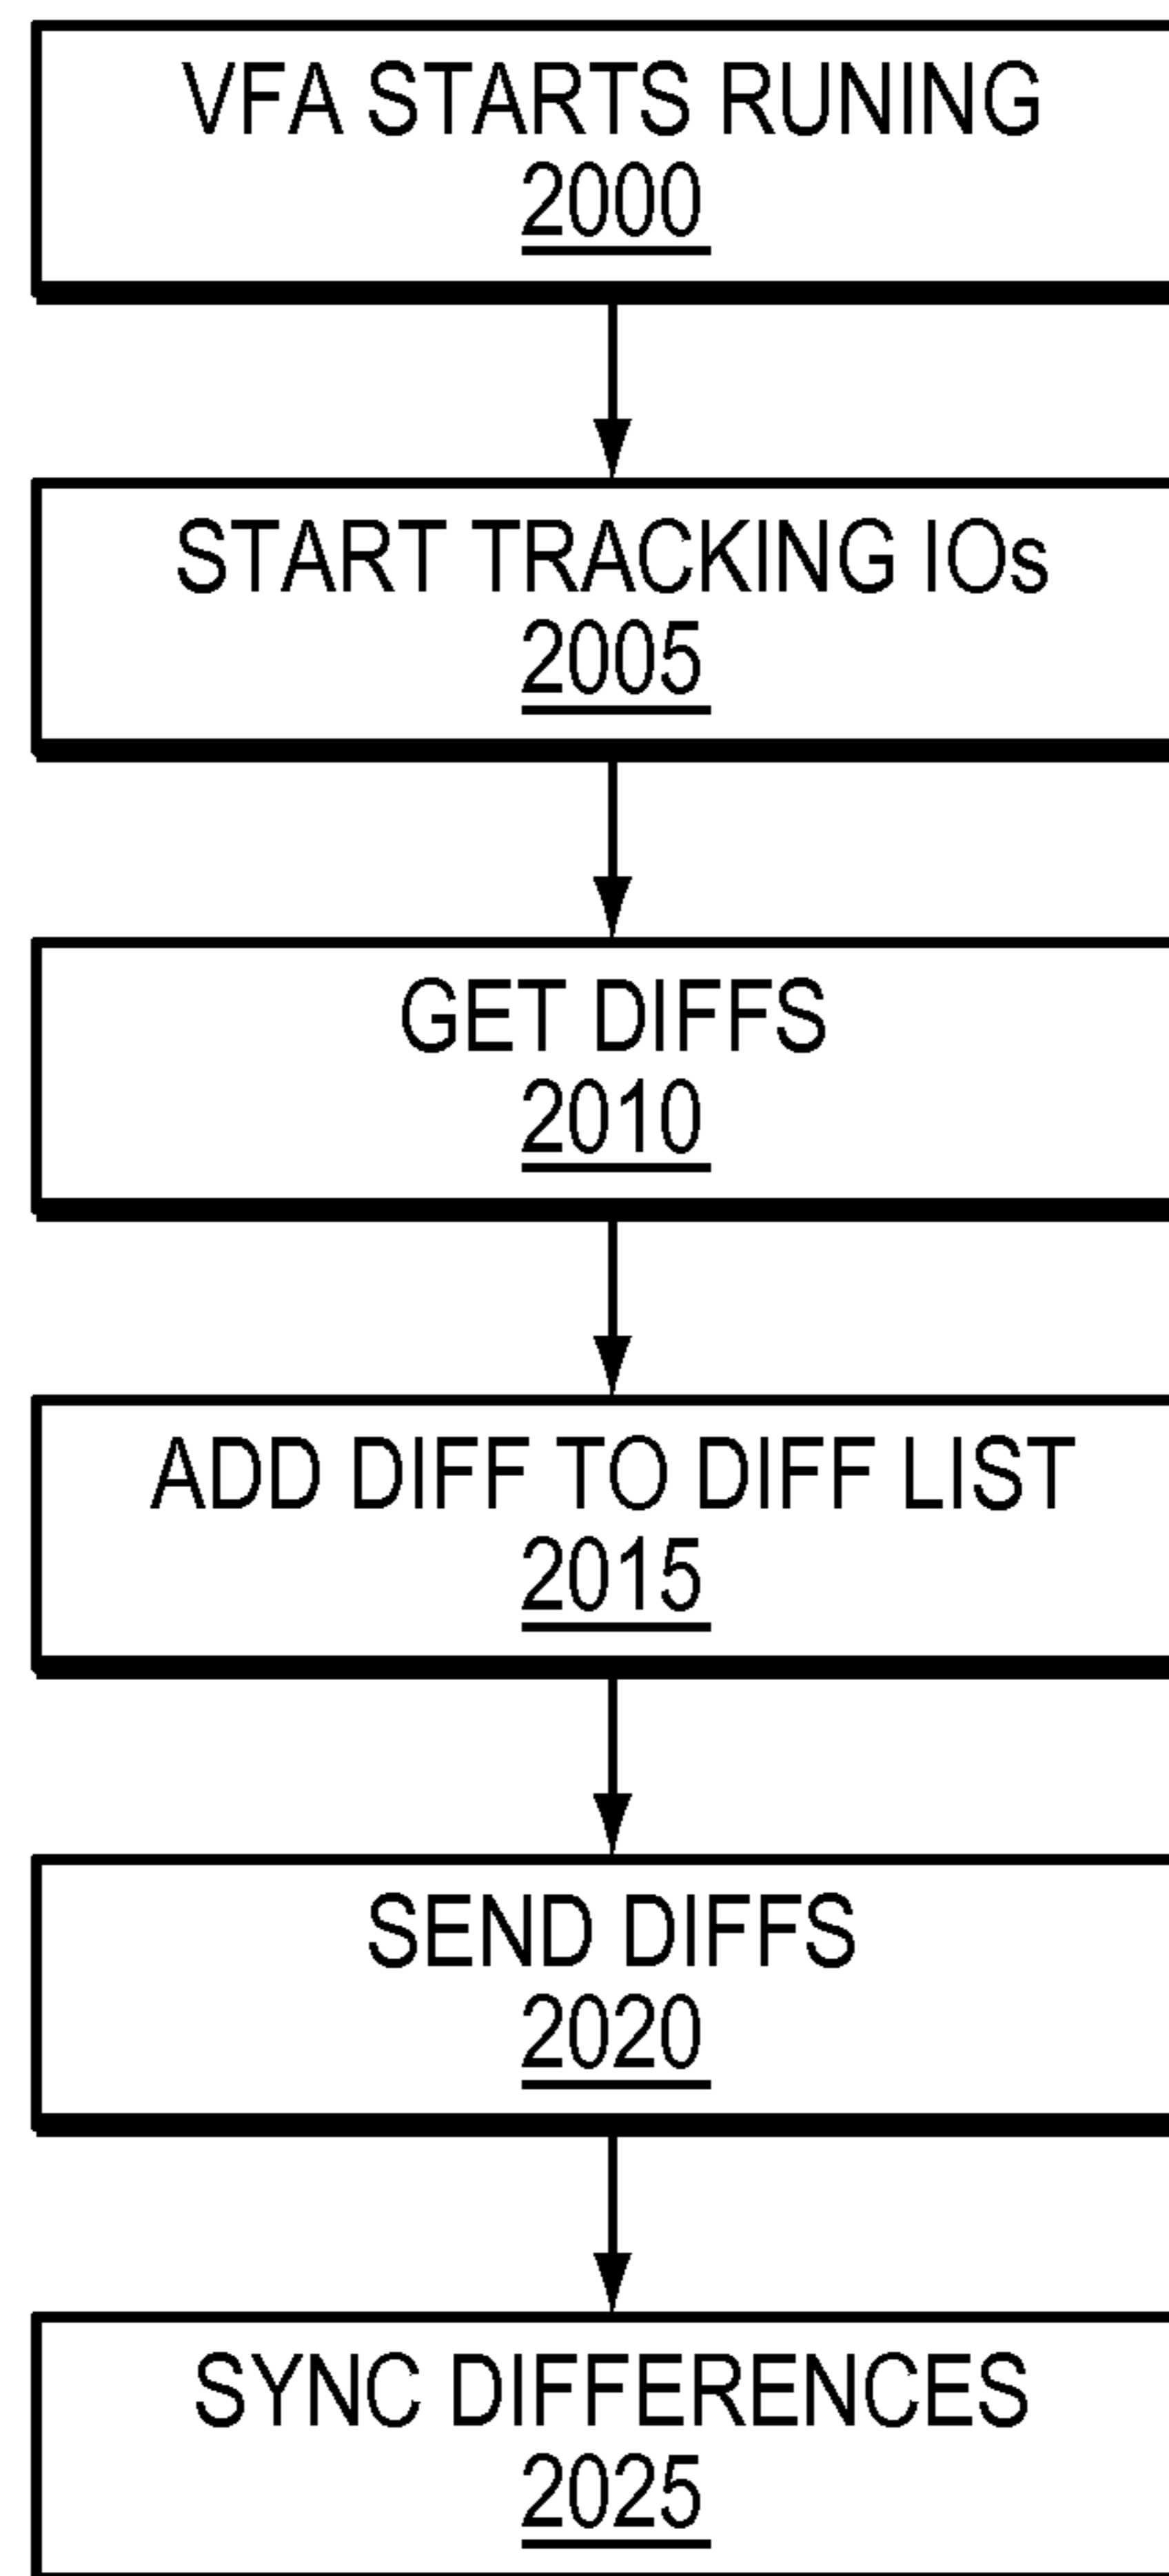 VFA STARTS RUNING
2000
START TRACKING IOs
2005
GET DIFFS
2010
ADD DIFF TO DIFF LIST
2015
SEND DIFFS
2020
SYNC DIFFERENCES
2025